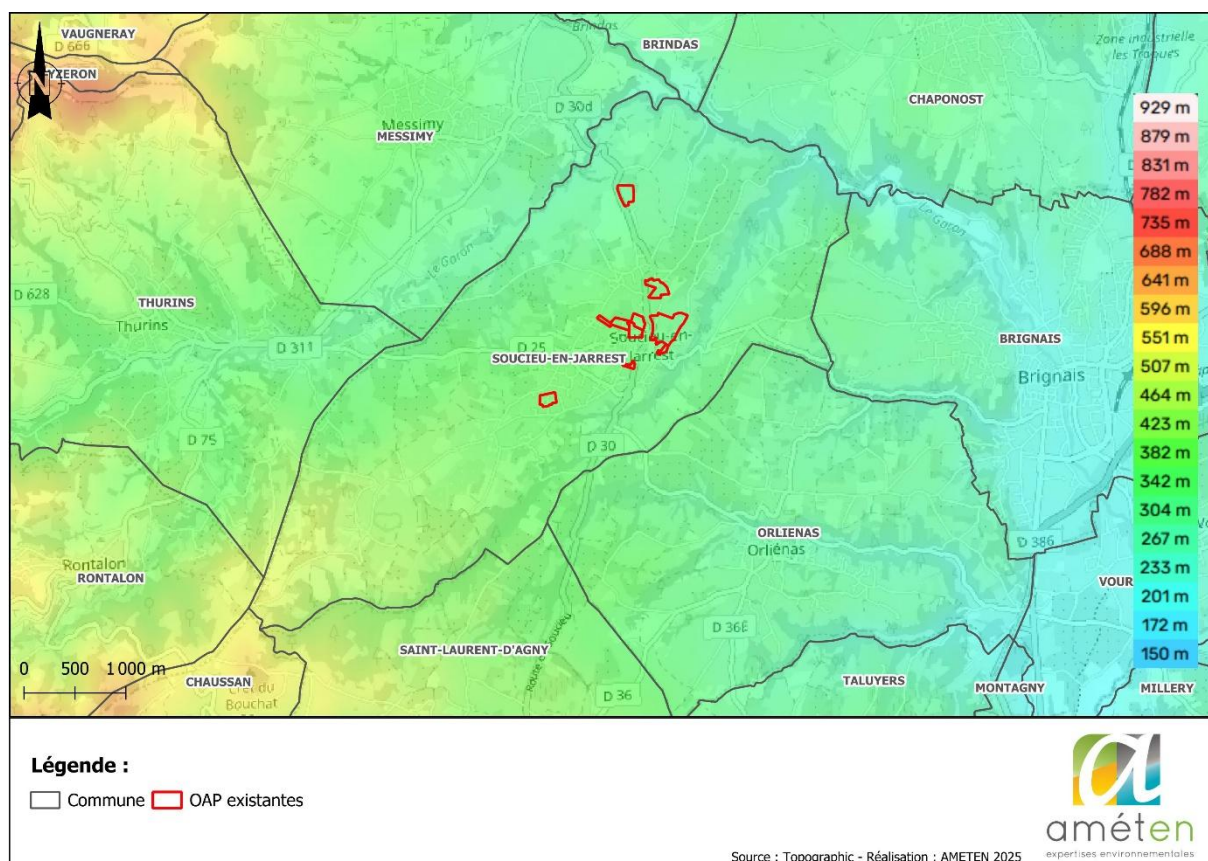 VAUGNERAY
D 666
YZERON
N
Brindas
BRINDAS
Zone industrielle
les Troques
D 30d
CHAPONOST
Messimy
MESSIMY
929 m
879 m
831 m
782 m
735 m
688 m
641 m
596 m
551 m
507 m
464 m
423 m
382 m
342 m
304 m
267 m
233 m
201 m
172 m
150 m
Le Garon
Le Garon
D 628
THURINS
Thurins
D 311
D 25
Soucieu-en-
Jarrest
SOUCIEU-EN-JARREST
BRIGNAIS
Brignais
D 75
D 30
ORLIENAS
Orliénas
D 386
Rontalon
RONTALON
VOUR
D 36E
SAINT-LAURENT-D'AGNY
D 36
0 500 1 000 m
CHAUSSAN
Crêt du
Bouchat
TALUYERS
MONTAGNY
MILLERY
Légende :
Commune
OAP existantes
améten
expertises environnementales
Source : Topographic - Réalisation : AMETEN 2025